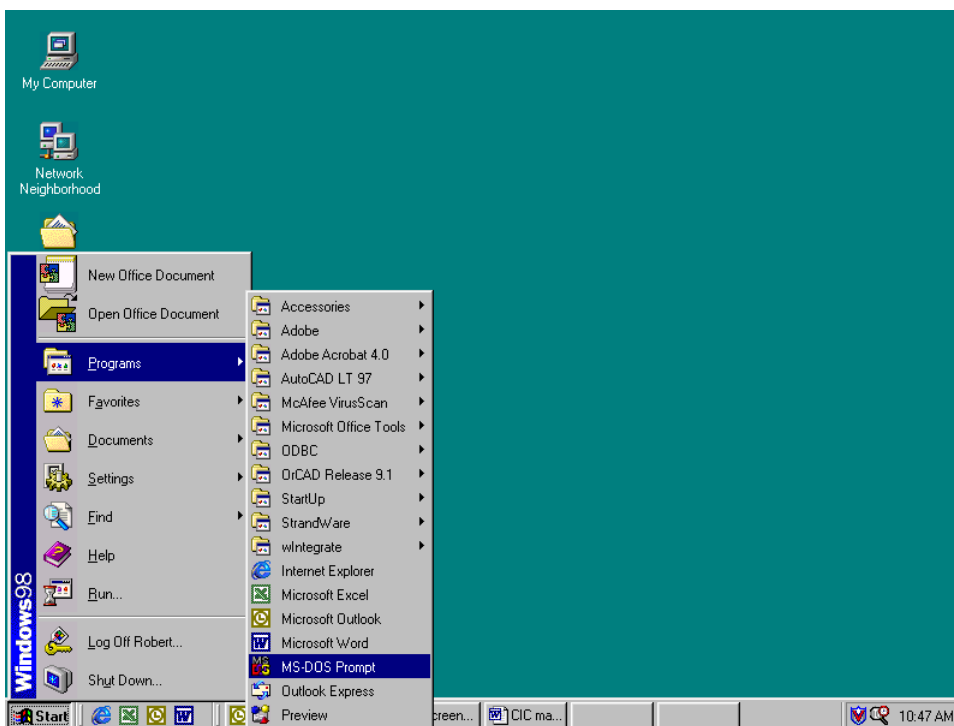 My Computer
Network
Neighborhood
New Office Document
Open Office Document
Programs
Favorites
Documents
Settings
Find
Help
Run...
Log Off Robert...
Shut Down...
Windows98
Accessories
Adobe
Adobe Acrobat 4.0
AutoCAD LT 97
McAfee VirusScan
Microsoft Office Tools
ODBC
OrCAD Release 9.1
StartUp
StrandWare
wIntegrate
Internet Explorer
Microsoft Excel
Microsoft Outlook
Microsoft Word
MS-DOS Prompt
Outlook Express
Preview
Start
creen...
CIC ma...
10:47 AM